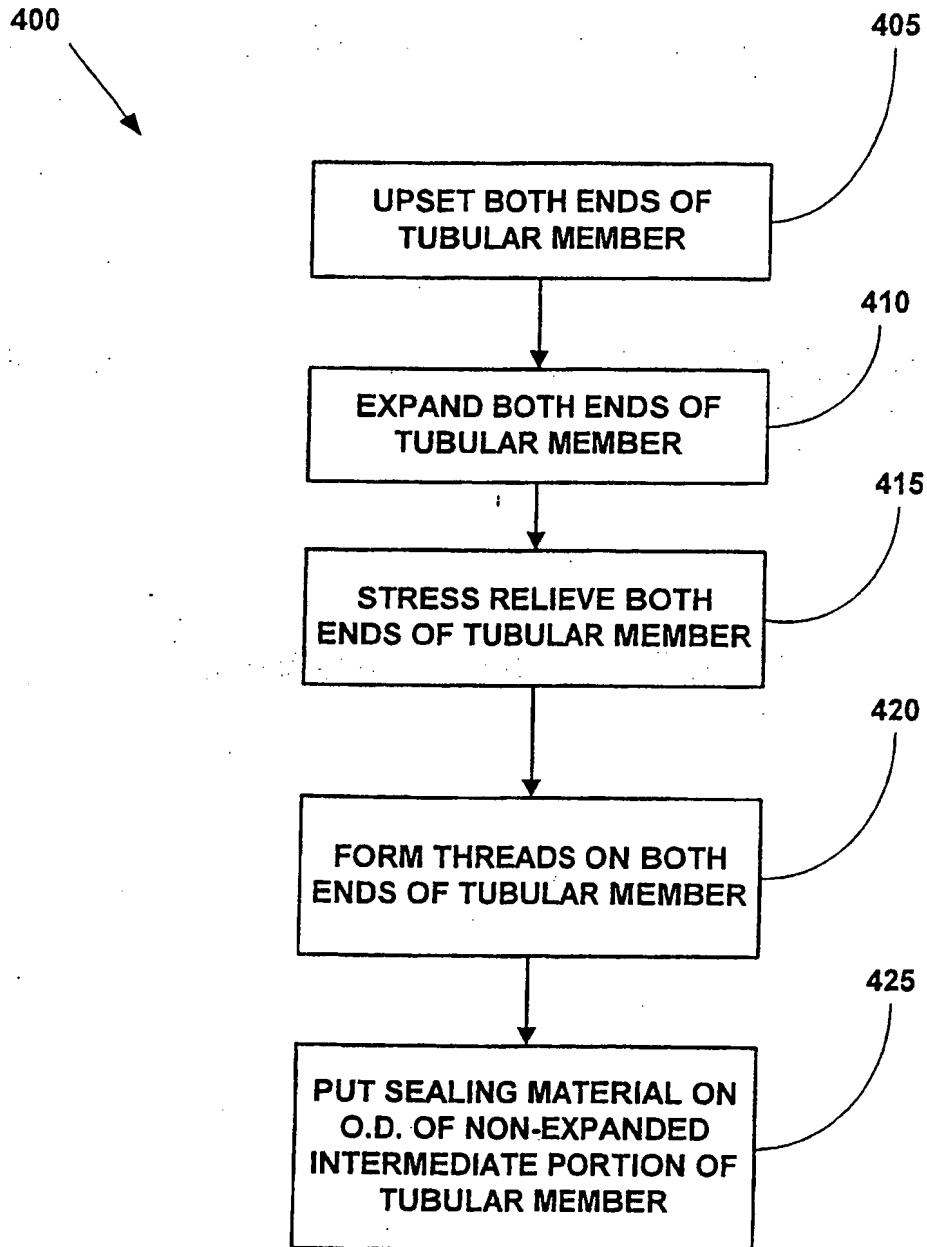 400
405
UPSET BOTH ENDS OF
TUBULAR MEMBER
410
EXPAND BOTH ENDS OF
TUBULAR MEMBER
415
STRESS RELIEVE BOTH
ENDS OF TUBULAR MEMBER
420
FORM THREADS ON BOTH
ENDS OF TUBULAR MEMBER
425
PUT SEALING MATERIAL ON
O.D. OF NON-EXPANDED
INTERMEDIATE PORTION OF
TUBULAR MEMBER